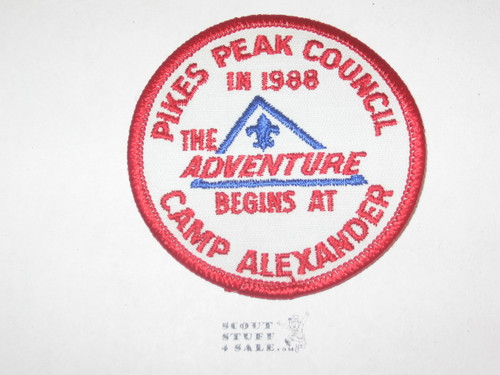 PIKES PEAK COUNCIL
IN 1988
THE
ADVENTURE
BEGINS AT
CAMP ALEXANDER
SCOUT
STUFF
4 SALE